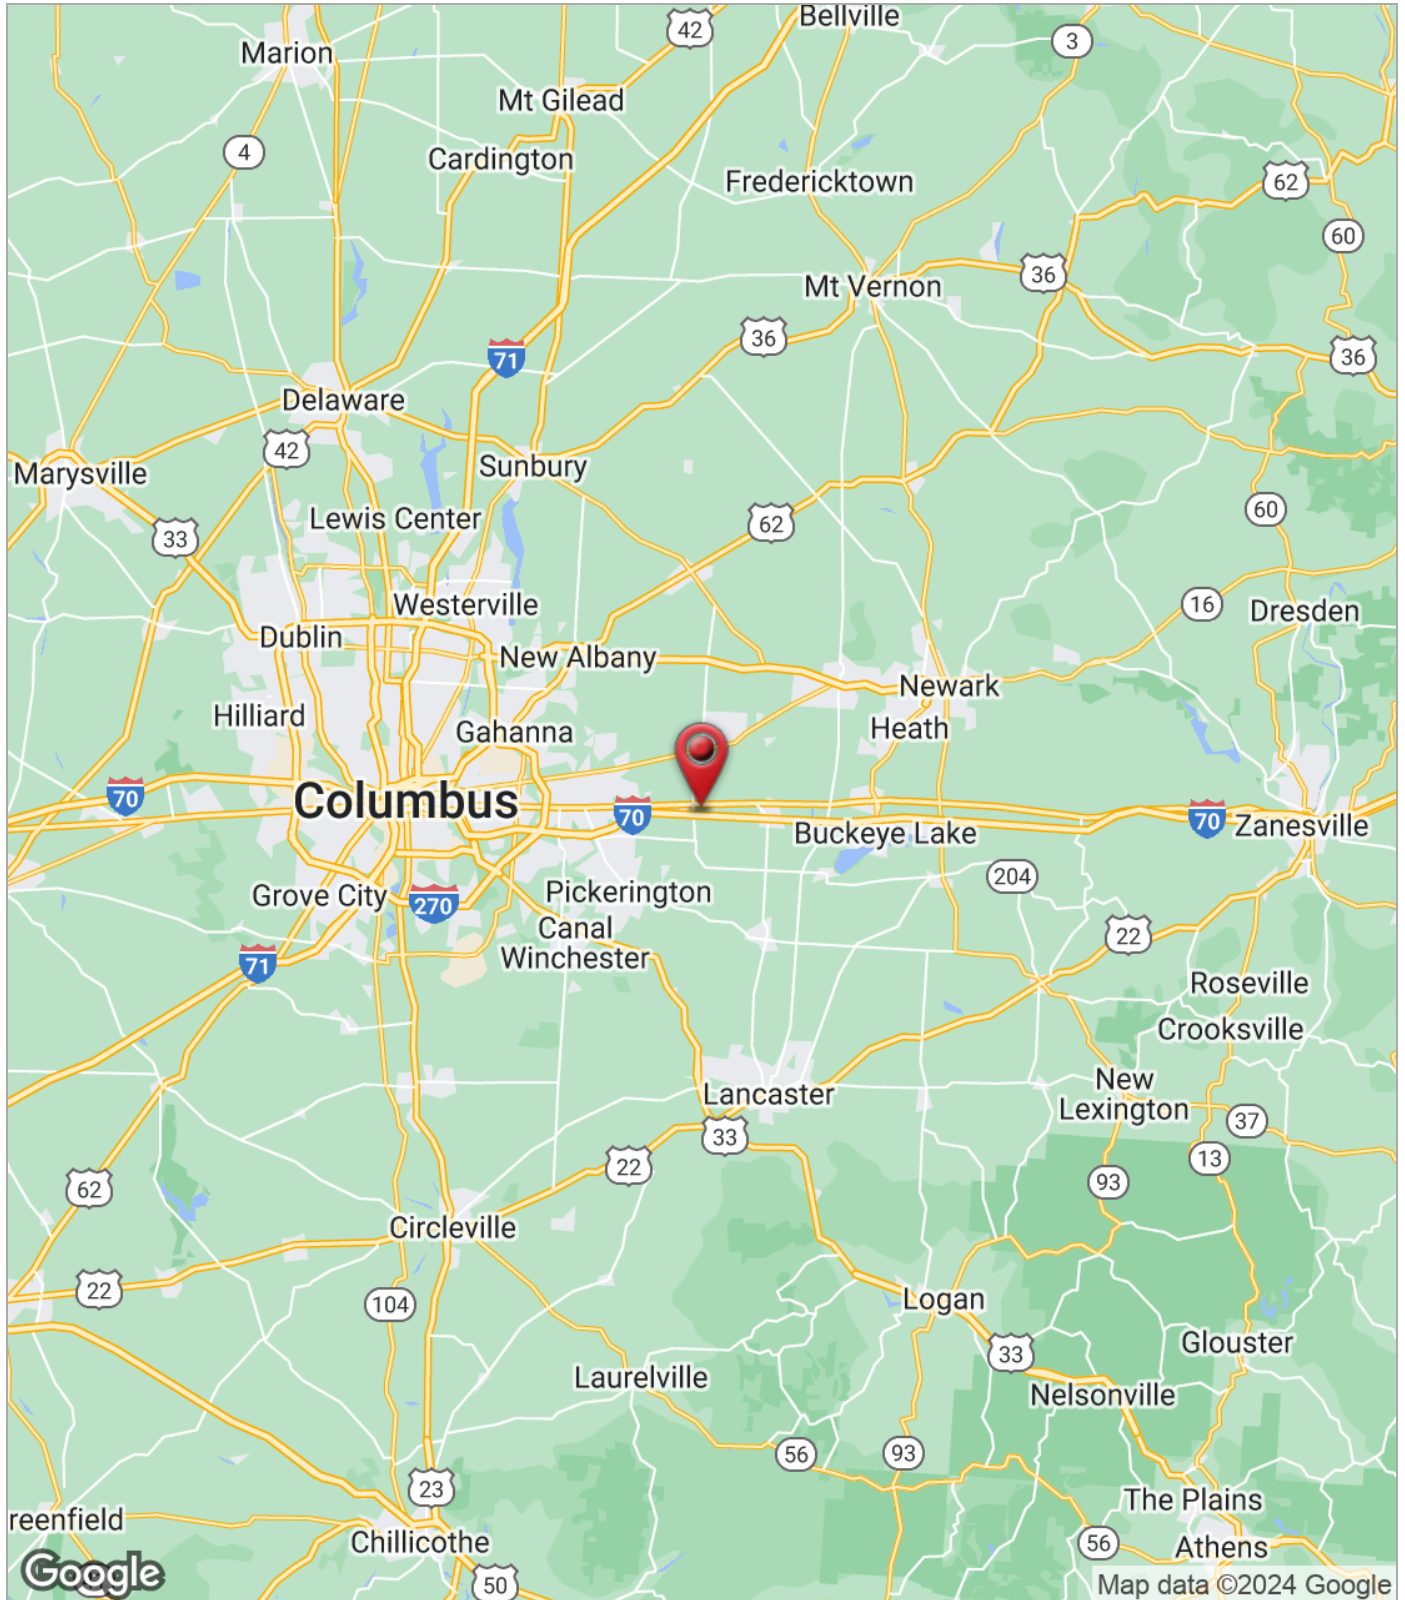 Bellville
42
3
Marion
Mt Gilead
4
Cardington
Fredericktown
62
60
36
Mt Vernon
36
36
71
Delaware
42
Marysville
Sunbury
60
Lewis Center
62
33
16
Westerville
Dresden
Dublin
New Albany
Newark
Hilliard
Heath
Gahanna
70
Columbus
70
70
Zanesville
Buckeye Lake
204
Grove City
270
Pickerington
Canal
Winchester
22
71
Roseville
Crooksville
New
Lexington
Lancaster
37
33
22
13
93
62
Circleville
22
104
Logan
Glouster
33
Laurelville
Nelsonville
56
93
23
The Plains
reenfield
Chillicothe
56
Athens
Google
50
Map data ©2024 Google